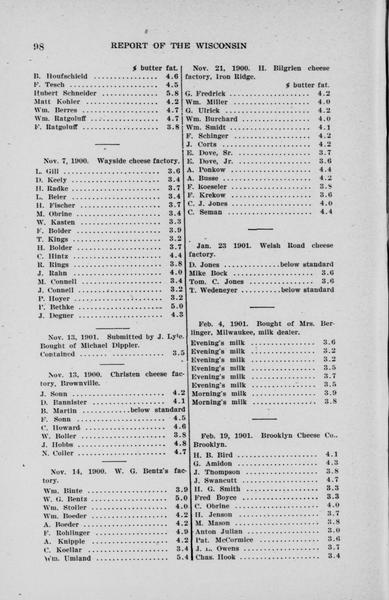 98 REPORT OF THE WISCONSIN
% butter fat.
B. Houfschield ................ 4.6
F. Tesch ...................... 4.5
Hubert Schneider .............. 5.8
Matt Kohler ................... 4.2
Wm. Berres .................... 4.7
Wm. Ratgoluff ................. 4.7
F. Ratgoluff .................. 3.8
Nov. 7, 1900. Wayside cheese factory.
L. Gill ....................... 3.6
D. Keely ...................... 3.4
H. Radke ...................... 3.7
L. Beier ...................... 3.4
H. Fischer .................... 3.7
M. Obrine ..................... 3.4
W. Kasten ..................... 3.3
F. Bolder ..................... 3.9
T. Kings ...................... 3.2
H. Bolder ..................... 3.7
C. Hintz ...................... 4.4
R. Rings ...................... 3.8
J. Rahn ....................... 4.0
M. Connell .................... 3.4
J. Connell .................... 3.2
P. Hoyer ...................... 3.2
F. Bethke ..................... 5.0
J. Degner ..................... 4.3
Nov. 13, 1901. Submitted by J. Lyle.
Bought of Michael Dippler.
Contained ..................... 3.5
Nov. 13, 1900. Christen cheese fac-
tory, Brownville.
J. Sonn ....................... 4.2
D. Bannister .................. 4.1
B. Martin ...........below standard
F. Sonn ....................... 4.5
C. Howard ..................... 4.6
W. Boller ..................... 3.8
J. Hobbs ...................... 4.8
N. Coller ..................... 4.7
Nov. 14, 1900. W. G. Bentz's fac-
tory.
Wm. Binte ..................... 3.9
W. G. Bentz ................... 5.0
Wm. Stoller ................... 4.0
Wm. Boeder .................... 4.2
A. Boeder ..................... 4.2
F. Rohlinger .................. 4.9
A. Knipple .................... 4.2
C. Koellar .................... 3.4
Wm. Umland .................... 5.4
Nov. 21, 1900. H. Bilgrien cheese
factory, Iron Ridge.
% butter fat.
G. Fredrick ................... 4.2
Wm. Miller .................... 4.0
G. Ulrick ..................... 4.2
Wm. Burchard .................. 4.0
Wm. Smidt ..................... 4.1
F. Schinger ................... 4.2
J. Corts ...................... 4.2
E. Dove, Sr. .................. 3.7
E. Dove, Jr. .................. 3.6
A. Ponkow ..................... 4.4
A. Busse ...................... 4.2
F. Roeseler ................... 3.8
F. Krekow ..................... 3.6
C. J. Jones ................... 4.0
C. Seman ...................... 4.4
Jan. 23 1901. Welsh Road cheese
factory.
D. Jones ............below standard
Mike Bock ..................... 3.6
Tom. C. Jones ................. 3.6
T. Wedeneyer ........below standard
Feb. 4, 1901. Bought of Mrs. Ber-
linger, Milwaukee, milk dealer.
Evening's milk ................ 3.6
Evening's milk ................ 3.2
Evening's milk ................ 3.2
Evening's milk ................ 3.5
Evening's milk ................ 3.7
Evening's milk ................ 3.5
Morning's milk ................ 3.9
Morning's milk ................ 3.8
Feb. 19, 1901. Brooklyn Cheese Co.,
Brooklyn.
H. B. Bird .................... 4.1
G. Amidon ..................... 4.3
J. Thompson ................... 3.8
J. Swancutt ................... 4.7
H. G. Smith ................... 3.3
Fred Boyce .................... 3.3
C. Obrine ..................... 4.0
H. Jenson ..................... 3.7
M. Mason ...................... 3.8
Anton Julian .................. 3.0
Pat. McCormice ................ 3.6
J. L. Owens ................... 3.7
Chas. Hook .................... 3.4